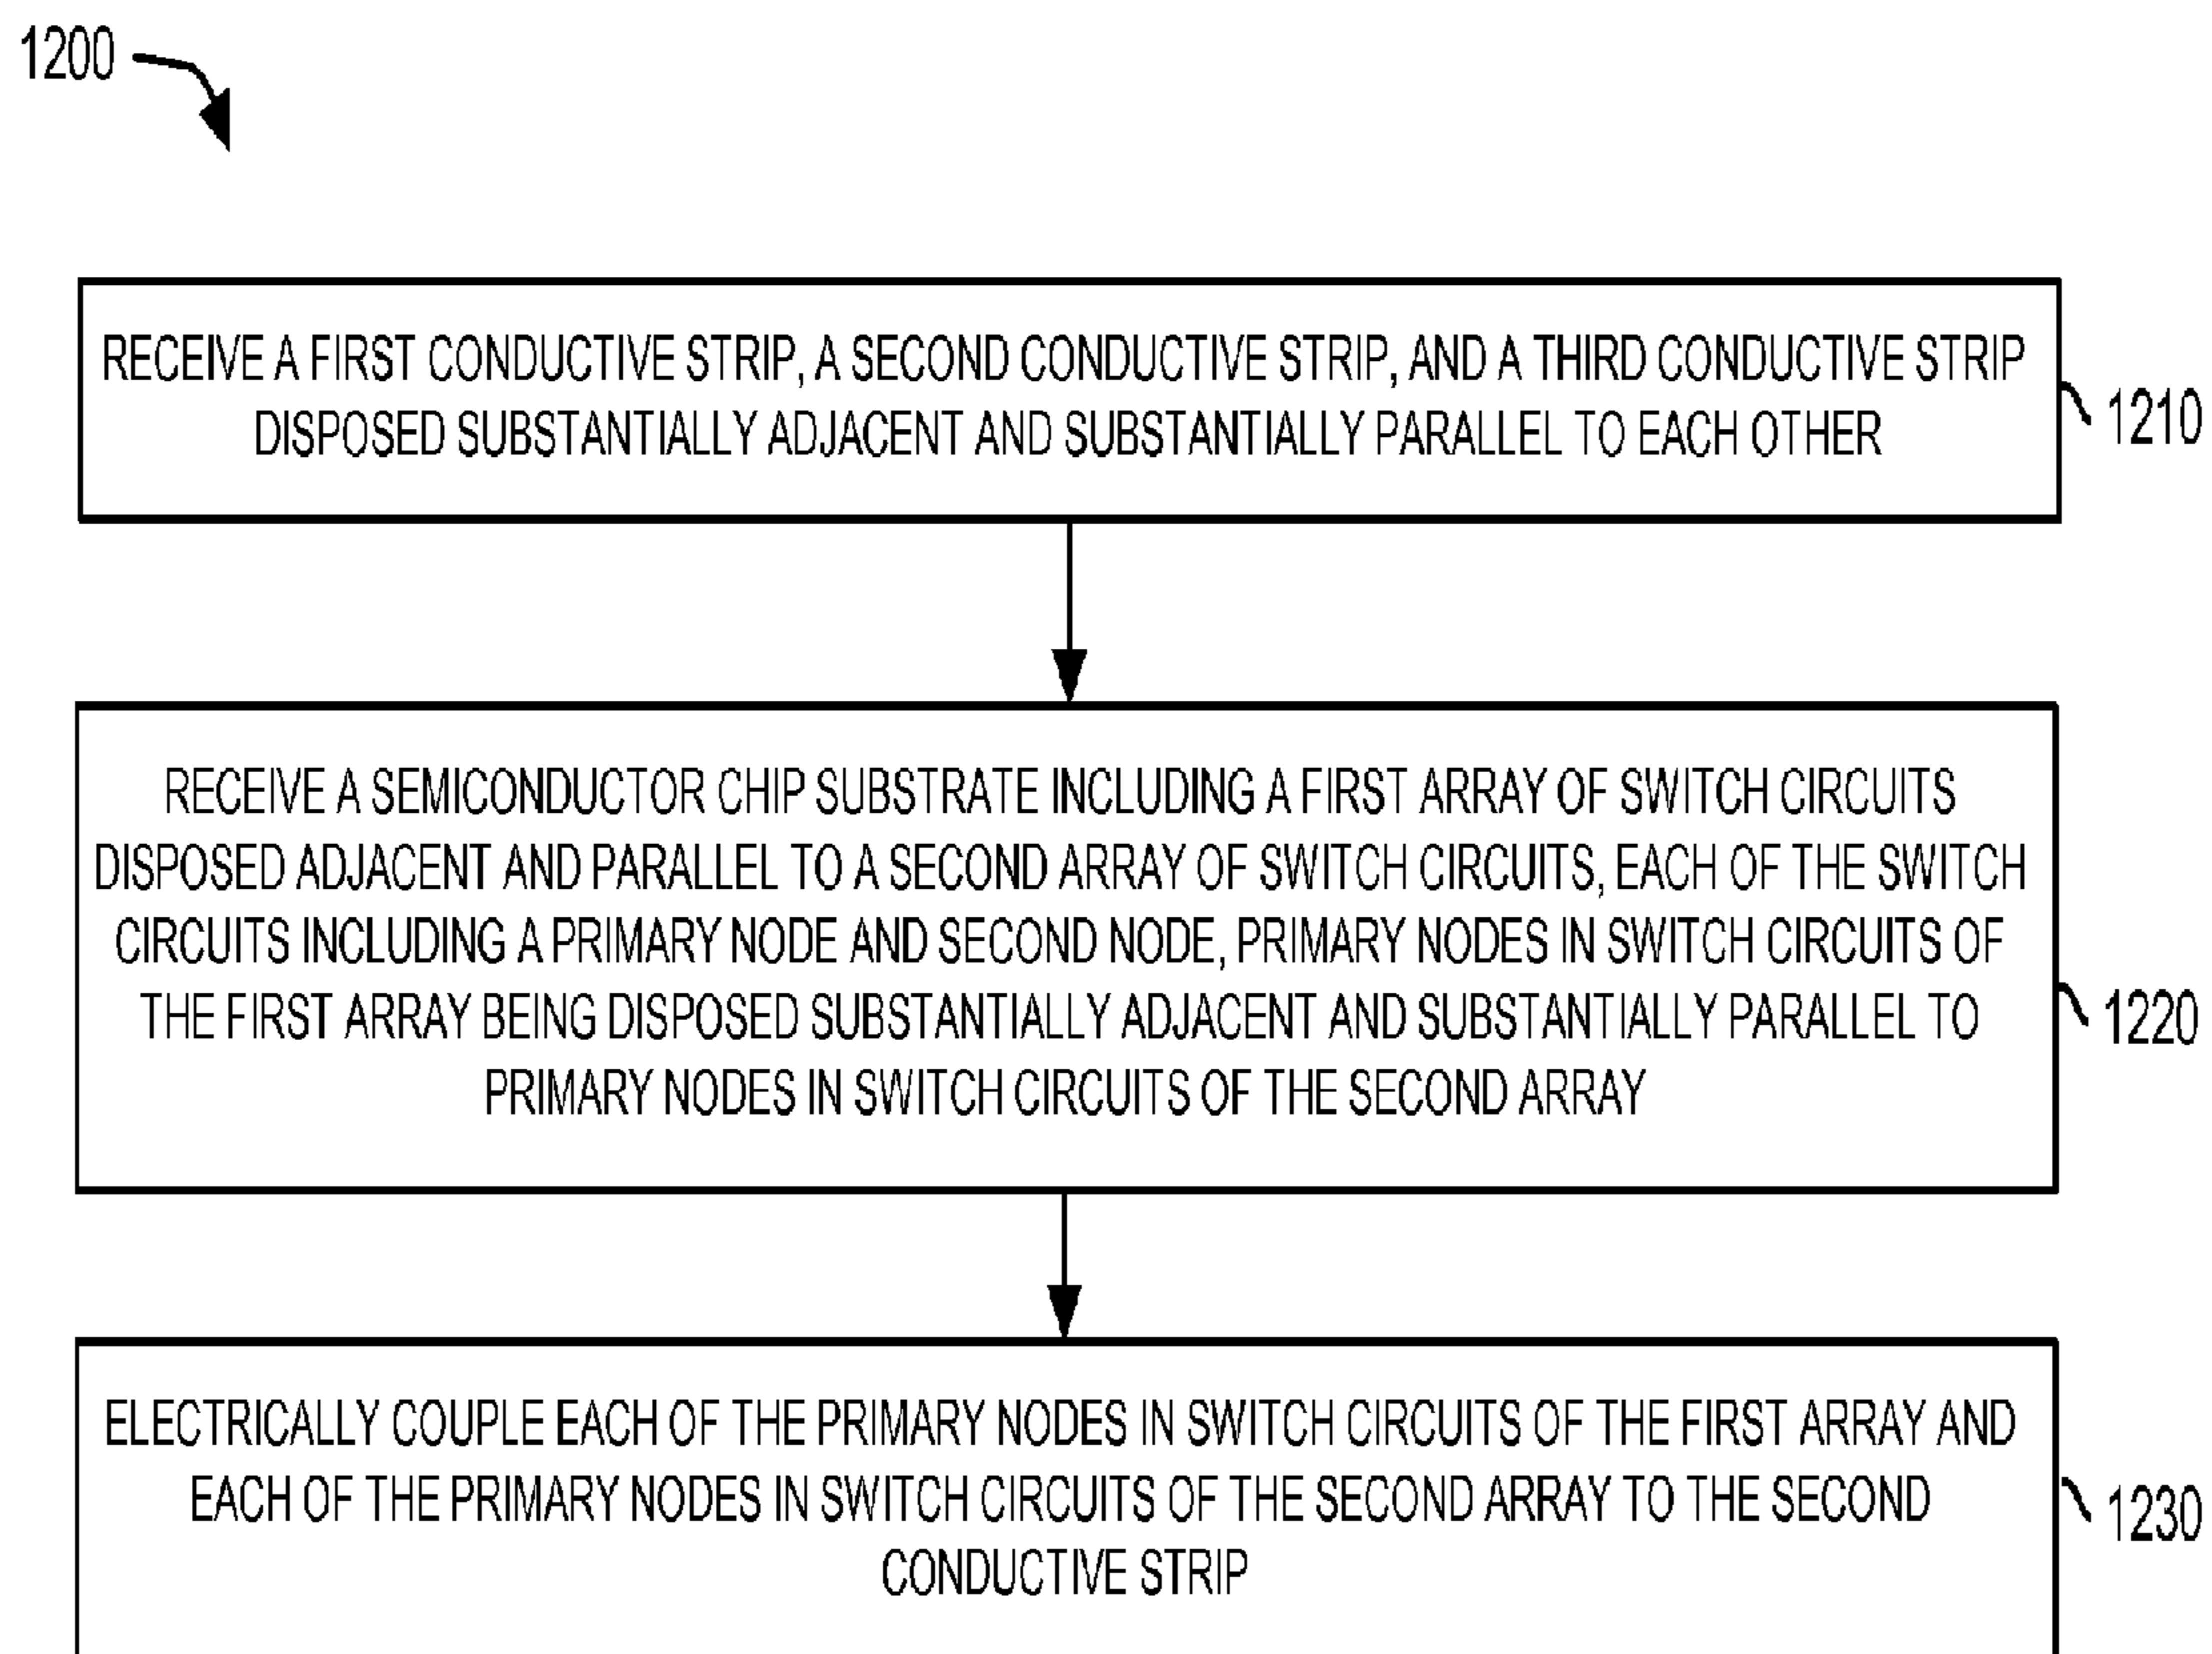 1200
RECEIVE A FIRST CONDUCTIVE STRIP, A SECOND CONDUCTIVE STRIP, AND A THIRD CONDUCTIVE STRIP
DISPOSED SUBSTANTIALLY ADJACENT AND SUBSTANTIALLY PARALLEL TO EACH OTHER
1210
RECEIVE A SEMICONDUCTOR CHIP SUBSTRATE INCLUDING A FIRST ARRAY OF SWITCH CIRCUITS
DISPOSED ADJACENT AND PARALLEL TO A SECOND ARRAY OF SWITCH CIRCUITS, EACH OF THE SWITCH
CIRCUITS INCLUDING A PRIMARY NODE AND SECOND NODE, PRIMARY NODES IN SWITCH CIRCUITS OF
THE FIRST ARRAY BEING DISPOSED SUBSTANTIALLY ADJACENT AND SUBSTANTIALLY PARALLEL TO
PRIMARY NODES IN SWITCH CIRCUITS OF THE SECOND ARRAY
1220
ELECTRICALLY COUPLE EACH OF THE PRIMARY NODES IN SWITCH CIRCUITS OF THE FIRST ARRAY AND
EACH OF THE PRIMARY NODES IN SWITCH CIRCUITS OF THE SECOND ARRAY TO THE SECOND
CONDUCTIVE STRIP
1230